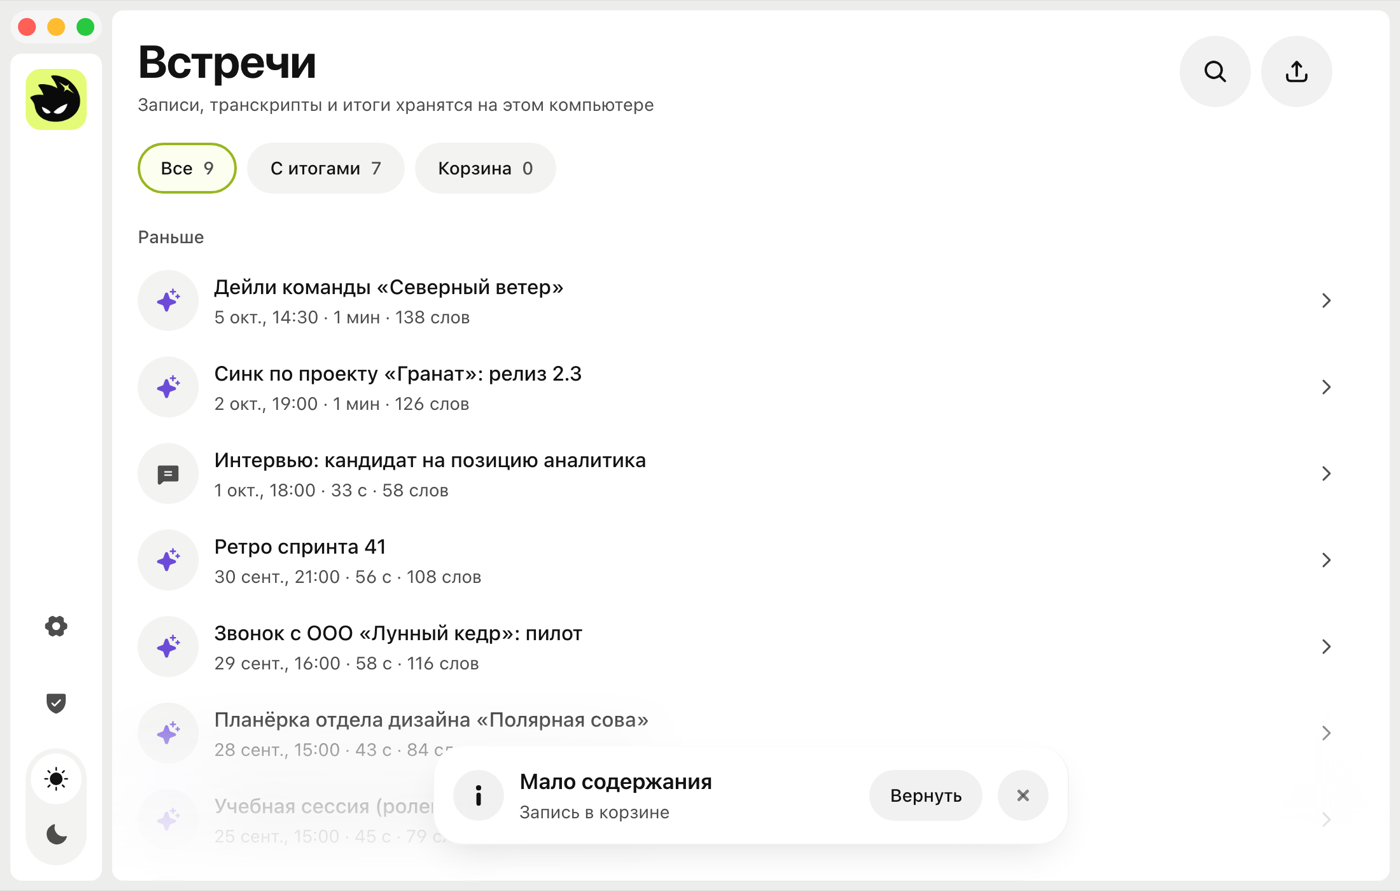 Встречи
Записи, транскрипты и итоги хранятся на этом компьютере
Все 9
С итогами 7
Корзина 0
Раньше
Дейли команды «Северный ветер»
5 окт., 14:30 · 1 мин · 138 слов
Синк по проекту «Гранат»: релиз 2.3
2 окт., 19:00 · 1 мин · 126 слов
Интервью: кандидат на позицию аналитика
1 окт., 18:00 · 33 с · 58 слов
Ретро спринта 41
30 сент., 21:00 · 56 с · 108 слов
Звонок с ООО «Лунный кедр»: пилот
29 сент., 16:00 · 58 с · 116 слов
Планёрка отдела дизайна «Полярная сова»
28 сент., 15:00 · 43 с · 84
Учебная сессия
25 сент., 15:00 · 45 с · 79
Мало содержания
Запись в корзине
Вернуть